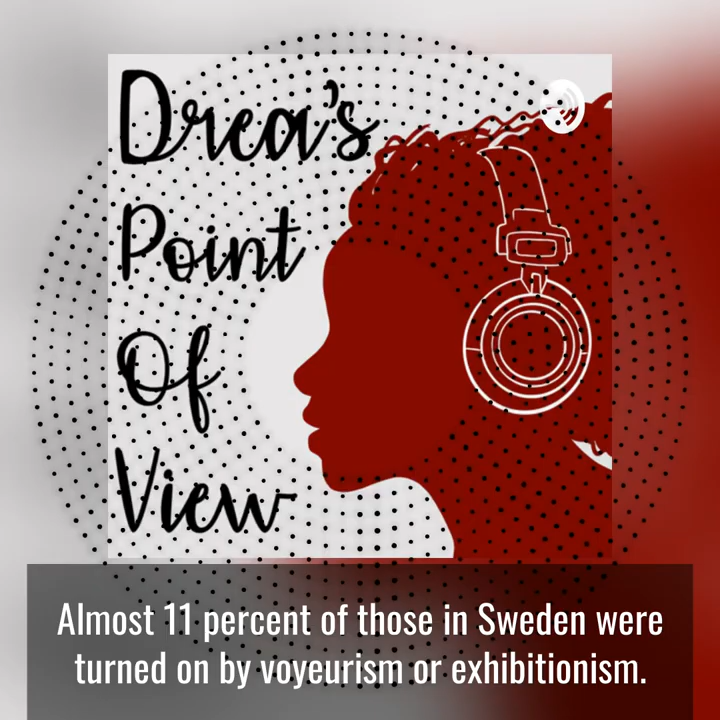 Drea's
Point
Of
View
Almost 11 percent of those in Sweden were
turned on by voyeurism or exhibitionism.